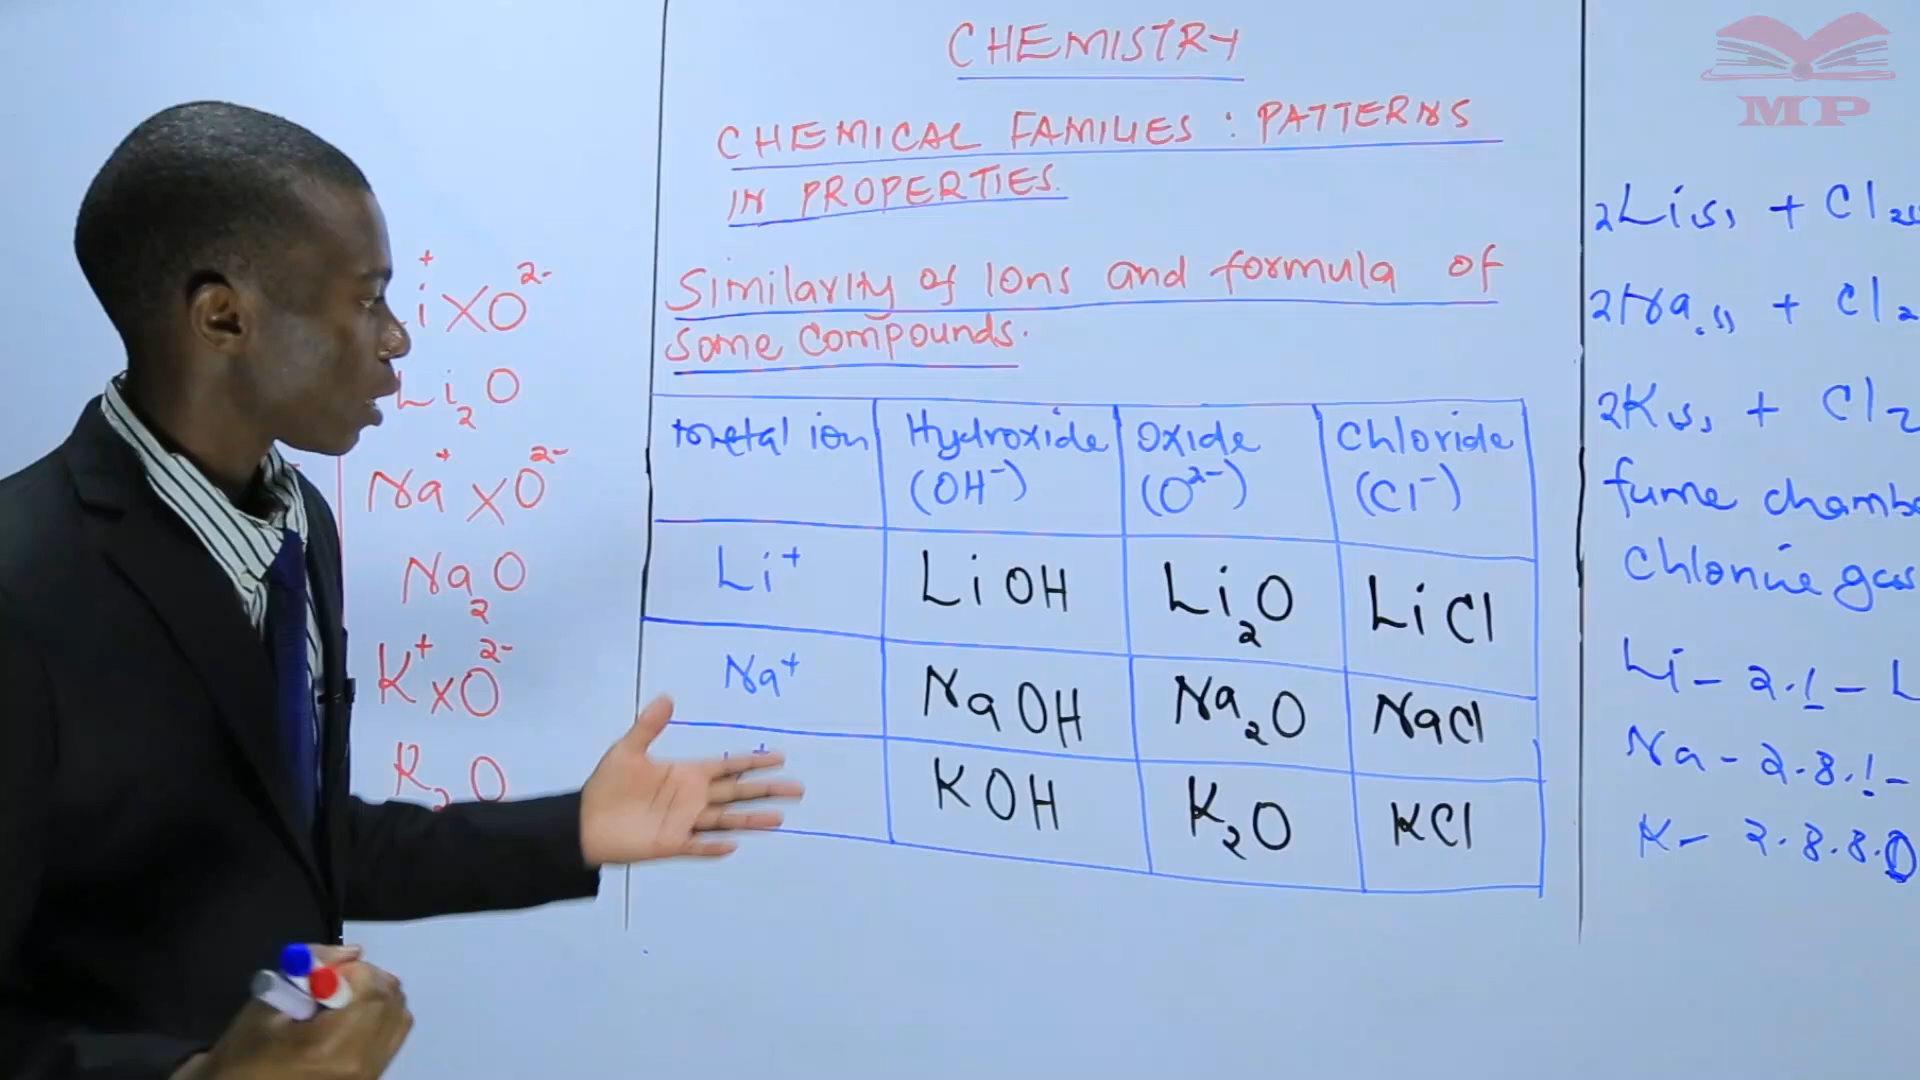 CHEMISTRY
CHEMICAL FAMILIES : PATTERNS
IN PROPERTIES.
Similarity of Ions and formula of
some compounds.
Metal ion Hydroxide (OH⁻) Oxide (O²⁻) Chloride (Cl⁻)
Li⁺ LiOH Li₂O LiCl
Na⁺ NaOH Na₂O NaCl
KOH K₂O KCl
i⁺ X O²⁻
Li₂O
Na⁺ X O²⁻
Na₂O
K⁺ X O²⁻
K₂O
2Li(s) + Cl₂
2Na(s) + Cl₂
2K(s) + Cl₂
fume
Chlorine gas
Li - 2.1 - L
Na - 2.8.1 -
K - 2.8.8.
MP